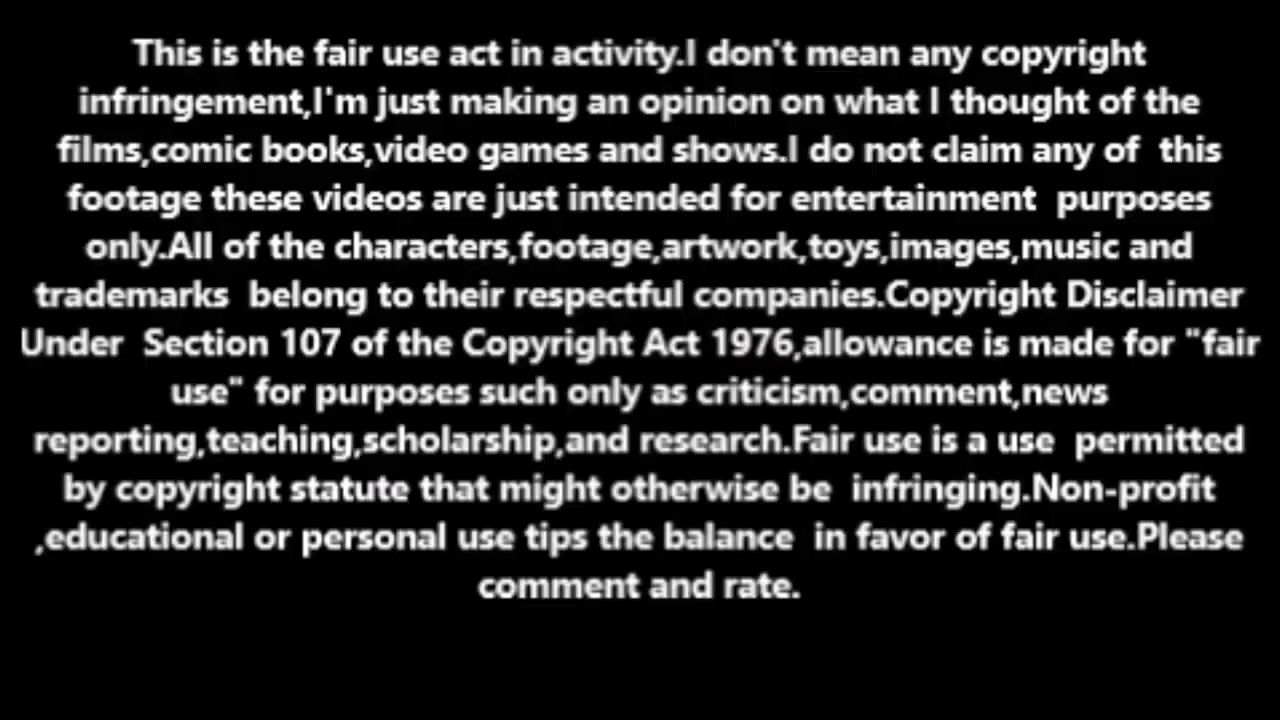 This is the fair use act in activity.I don't mean any copyright
infringement,I'm just making an opinion on what I thought of the
films,comic books,video games and shows.I do not claim any of  this
footage these videos are just intended for entertainment  purposes
only.All of the characters,footage,artwork,toys,images,music and
trademarks  belong to their respectful companies.Copyright Disclaimer
Under  Section 107 of the Copyright Act 1976,allowance is made for "fair
use" for purposes such only as criticism,comment,news
reporting,teaching,scholarship,and research.Fair use is a use  permitted
by copyright statute that might otherwise be  infringing.Non-profit
,educational or personal use tips the balance  in favor of fair use.Please
comment and rate.